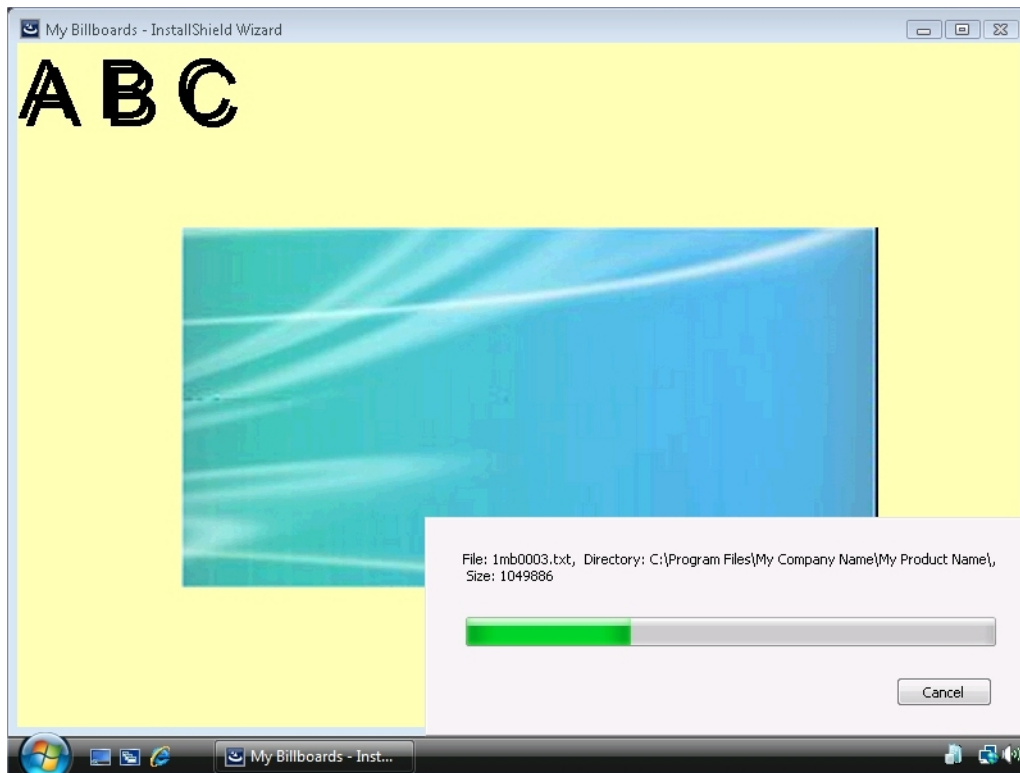 My Billboards - InstallShield Wizard
A B C
File: 1mb0003.txt, Directory: C:\Program Files\My Company Name\My Product Name\,
Size: 1049886
Cancel
My Billboards - Inst...